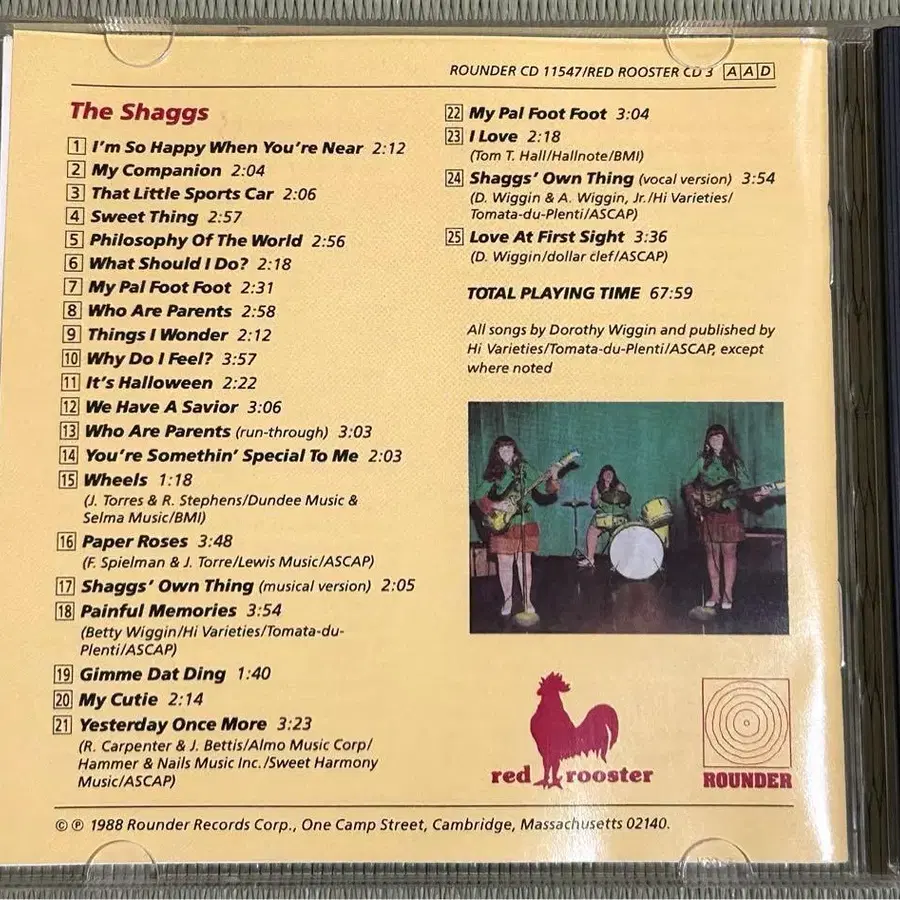 ROUNDER CD 11547/RED ROOSTER CD 3 AAD
The Shaggs
1 I'm So Happy When You're Near 2:12
2 My Companion 2:04
3 That Little Sports Car 2:06
4 Sweet Thing 2:57
5 Philosophy Of The World 2:56
6 What Should I Do? 2:18
7 My Pal Foot Foot 2:31
8 Who Are Parents 2:58
9 Things I Wonder 2:12
10 Why Do I Feel? 3:57
11 It's Halloween 2:22
12 We Have A Savior 3:06
13 Who Are Parents (run-through) 3:03
14 You're Somethin' Special To Me 2:03
15 Wheels 1:18
(J. Torres & R. Stephens/Dundee Music &
Selma Music/BMI)
16 Paper Roses 3:48
(F. Spielman & J. Torre/Lewis Music/ASCAP)
17 Shaggs' Own Thing (musical version) 2:05
18 Painful Memories 3:54
(Betty Wiggin/Hi Varieties/Tomata-du-
Plenti/ASCAP)
19 Gimme Dat Ding 1:40
20 My Cutie 2:14
21 Yesterday Once More 3:23
(R. Carpenter & J. Bettis/Almo Music Corp/
Hammer & Nails Music Inc./Sweet Harmony
Music/ASCAP)
22 My Pal Foot Foot 3:04
23 I Love 2:18
(Tom T. Hall/Hallnote/BMI)
24 Shaggs' Own Thing (vocal version) 3:54
(D. Wiggin & A. Wiggin, Jr./Hi Varieties/
Tomata-du-Plenti/ASCAP)
25 Love At First Sight 3:36
(D. Wiggin/dollar clef/ASCAP)
TOTAL PLAYING TIME 67:59
All songs by Dorothy Wiggin and published by
Hi Varieties/Tomata-du-Plenti/ASCAP, except
where noted
red rooster
ROUNDER
© ℗ 1988 Rounder Records Corp., One Camp Street, Cambridge, Massachusetts 02140.